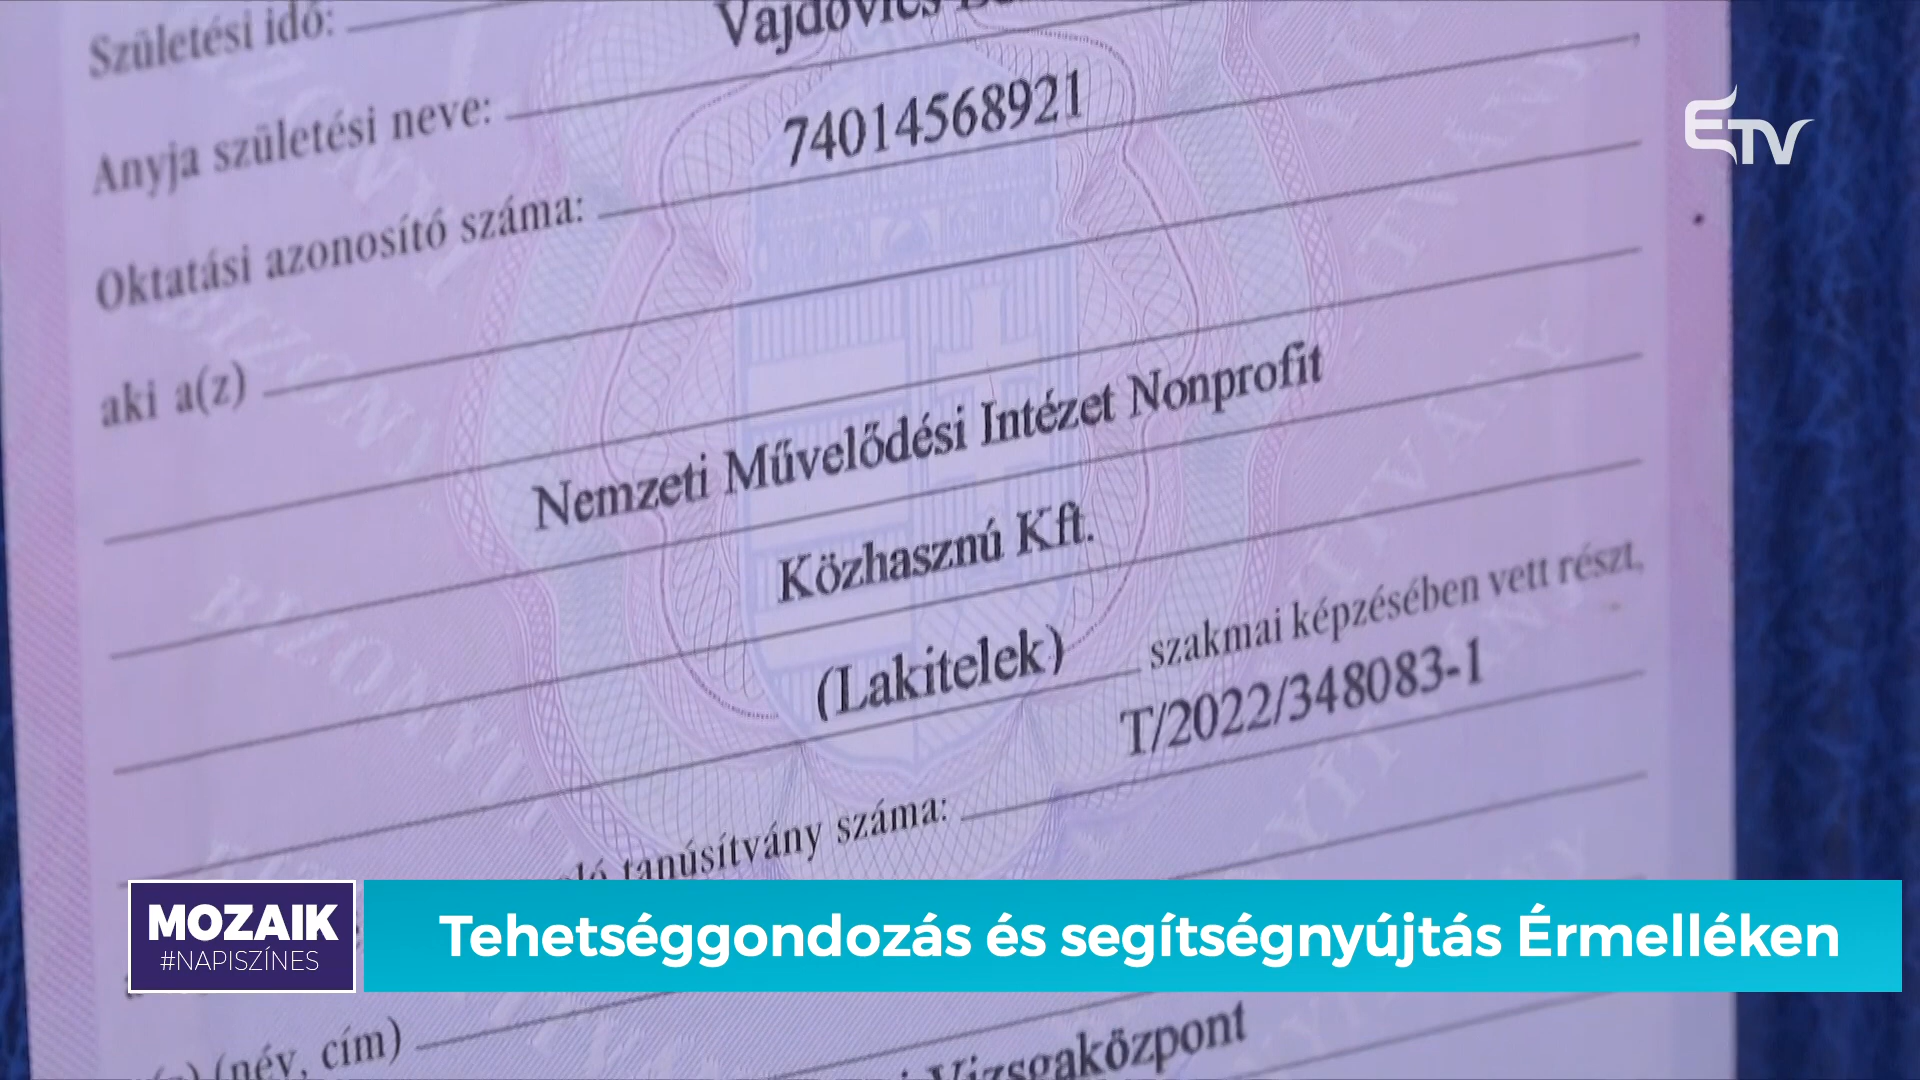 Születési idő:
Vajdovics
Anyja születési neve:
74014568921
Oktatási azonosító száma:
aki a(z)
Nemzeti Művelődési Intézet Nonprofit
Közhasznú Kft.
(Lakitelek) szakmai képzésében vett részt,
T/2022/348083-1
tanúsítvány száma:
(név, cím)
Vizsgaközpont
ETV
MOZAIK
#NAPISZÍNES
Tehetséggondozás és segítségnyújtás Érmelléken